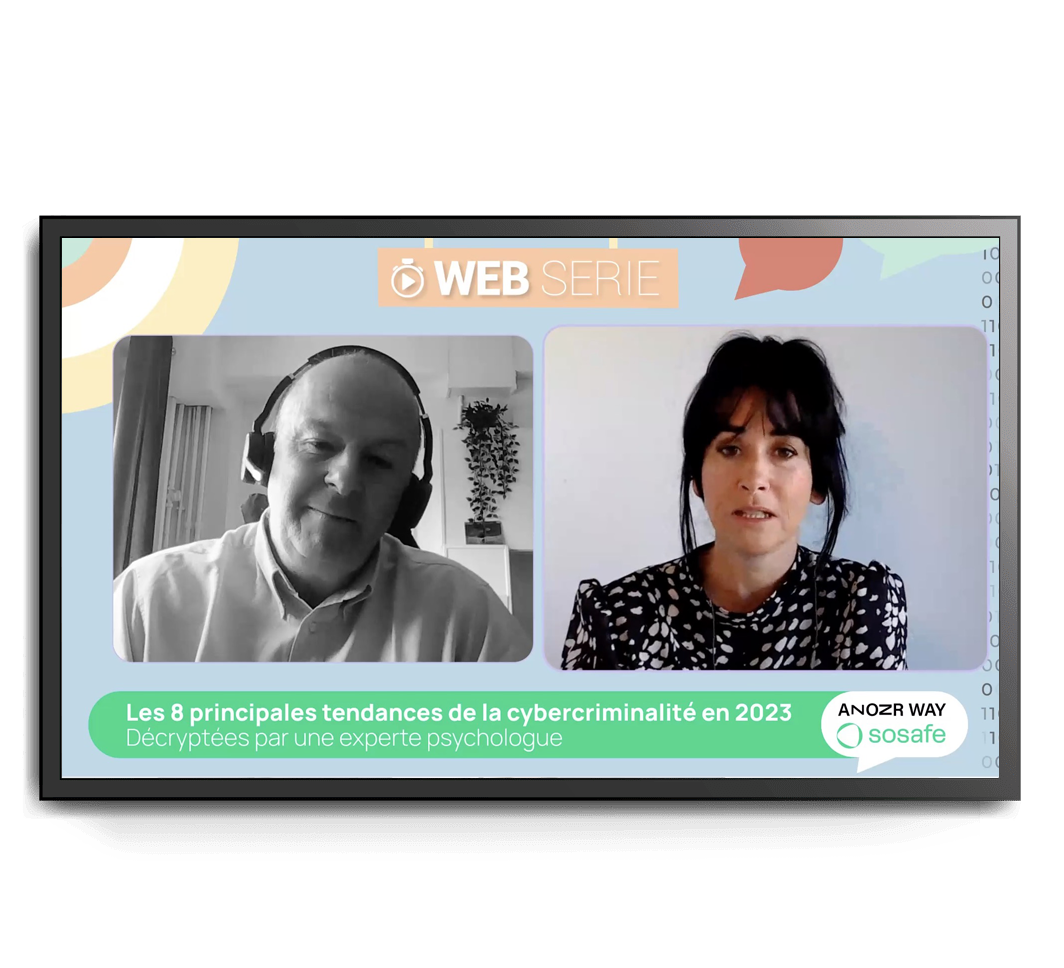 WEB SERIE
Les 8 principales tendances de la cybercriminalité en 2023
Décryptées par une experte psychologue
ANOZR WAY
sosafe